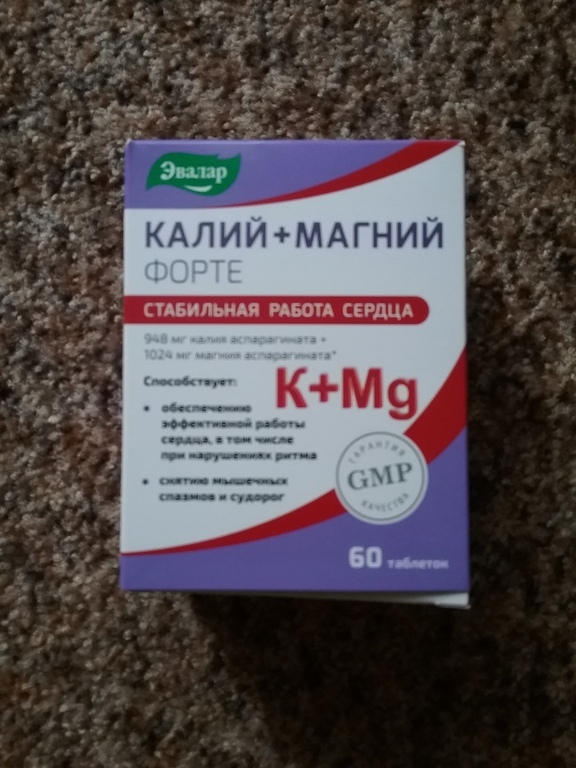 Эвалар
КАЛИЙ+МАГНИЙ
ФОРТЕ
СТАБИЛЬНАЯ РАБОТА СЕРДЦА
948 мг калия аспарагината +
1024 мг магния аспарагината*
Способствует:
K+Mg
• обеспечению
эффективной работы
сердца, в том числе
при нарушениях ритма
• снятию мышечных
спазмов и судорог
ГАРАНТИЯ
GMP
КАЧЕСТВА
60 таблеток